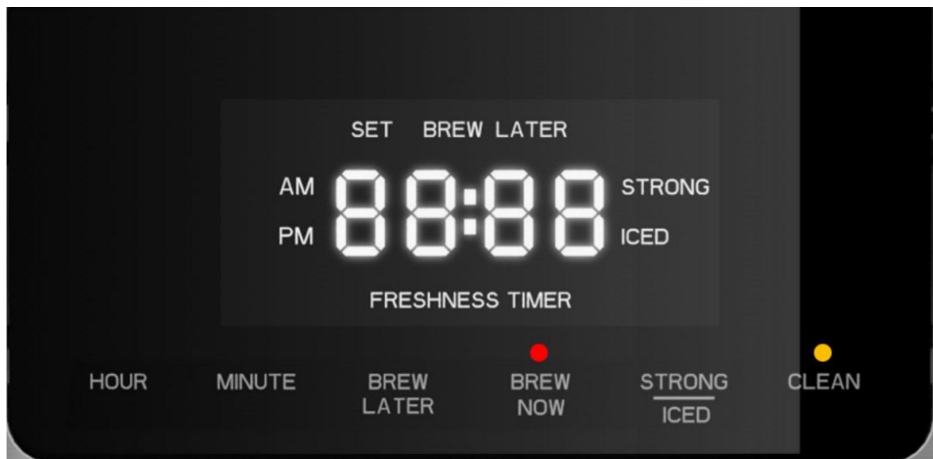 SET BREW LATER
AM 88:88 STRONG
PM ICED
FRESHNESS TIMER
HOUR MINUTE BREW LATER BREW NOW STRONG ICED CLEAN